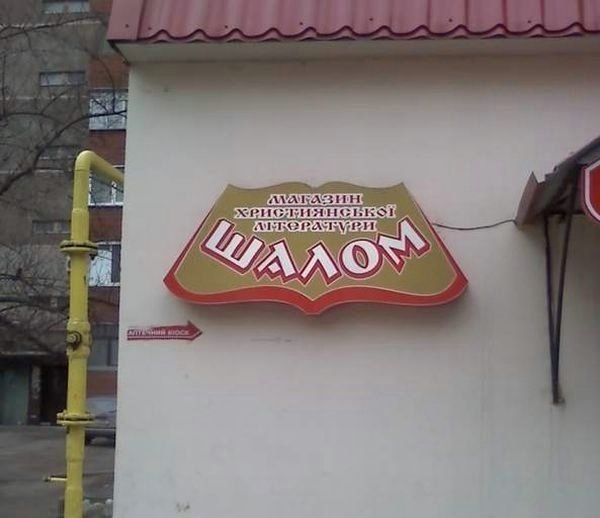 МАГАЗИН
ХРИСТИЯНСЬКОЇ
ЛІТЕРАТУРИ
ШАЛОМ
АПТЕЧНИЙ КІОСК